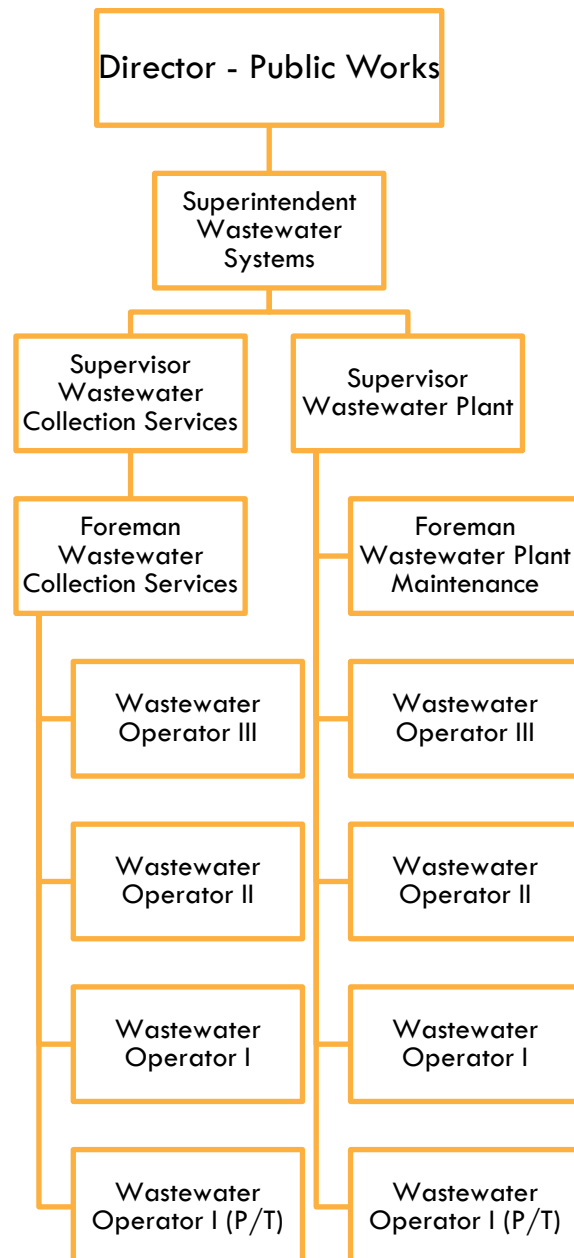 Director - Public Works
Superintendent
Wastewater
Systems
Supervisor
Wastewater
Collection Services
Supervisor
Wastewater Plant
Foreman
Wastewater
Collection Services
Foreman
Wastewater Plant
Maintenance
Wastewater
Operator III
Wastewater
Operator III
Wastewater
Operator II
Wastewater
Operator II
Wastewater
Operator I
Wastewater
Operator I
Wastewater
Operator I (P/T)
Wastewater
Operator I (P/T)